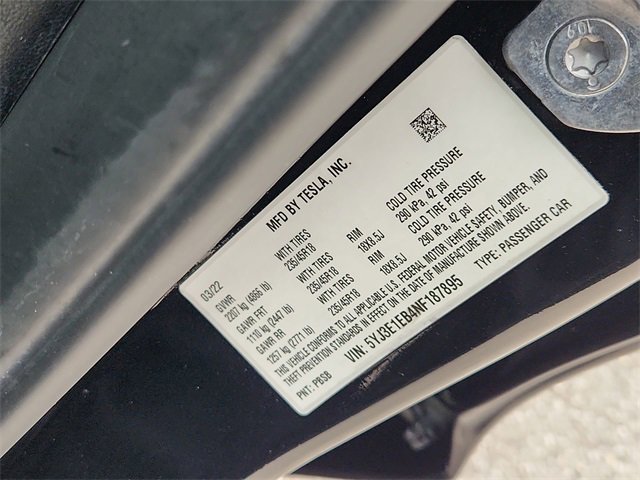 MFD BY TESLA, INC.
03/22
GVWR
2207 kg (4866 lb)
GAWR FRT WITH TIRES RIM COLD TIRE PRESSURE
1110 kg (2447 lb) 235/45R18 18X8.5J 290 kPa, 42 psi
GAWR RR WITH TIRES RIM COLD TIRE PRESSURE
1257 kg (2771 lb) 235/45R18 18X8.5J 290 kPa, 42 psi
THIS VEHICLE CONFORMS TO ALL APPLICABLE U.S. FEDERAL MOTOR VEHICLE SAFETY, BUMPER, AND
THEFT PREVENTION STANDARDS IN EFFECT ON THE DATE OF MANUFACTURE SHOWN ABOVE.
VIN: 5YJ3E1EB4NF187895
PNT: PBSB TYPE: PASSENGER CAR